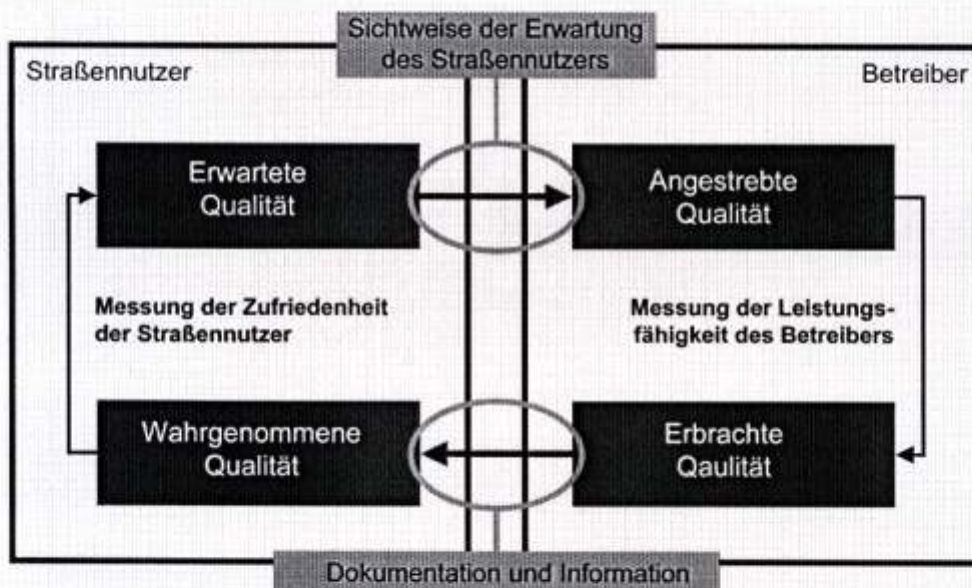 Sichtweise der Erwartung
des Straßennutzers
Straßennutzer
Betreiber
Erwartete
Qualität
Angestrebte
Qualität
Messung der Zufriedenheit
der Straßennutzer
Messung der Leistungs-
fähigkeit des Betreibers
Wahrgenommene
Qualität
Erbrachte
Qaulität
Dokumentation und Information